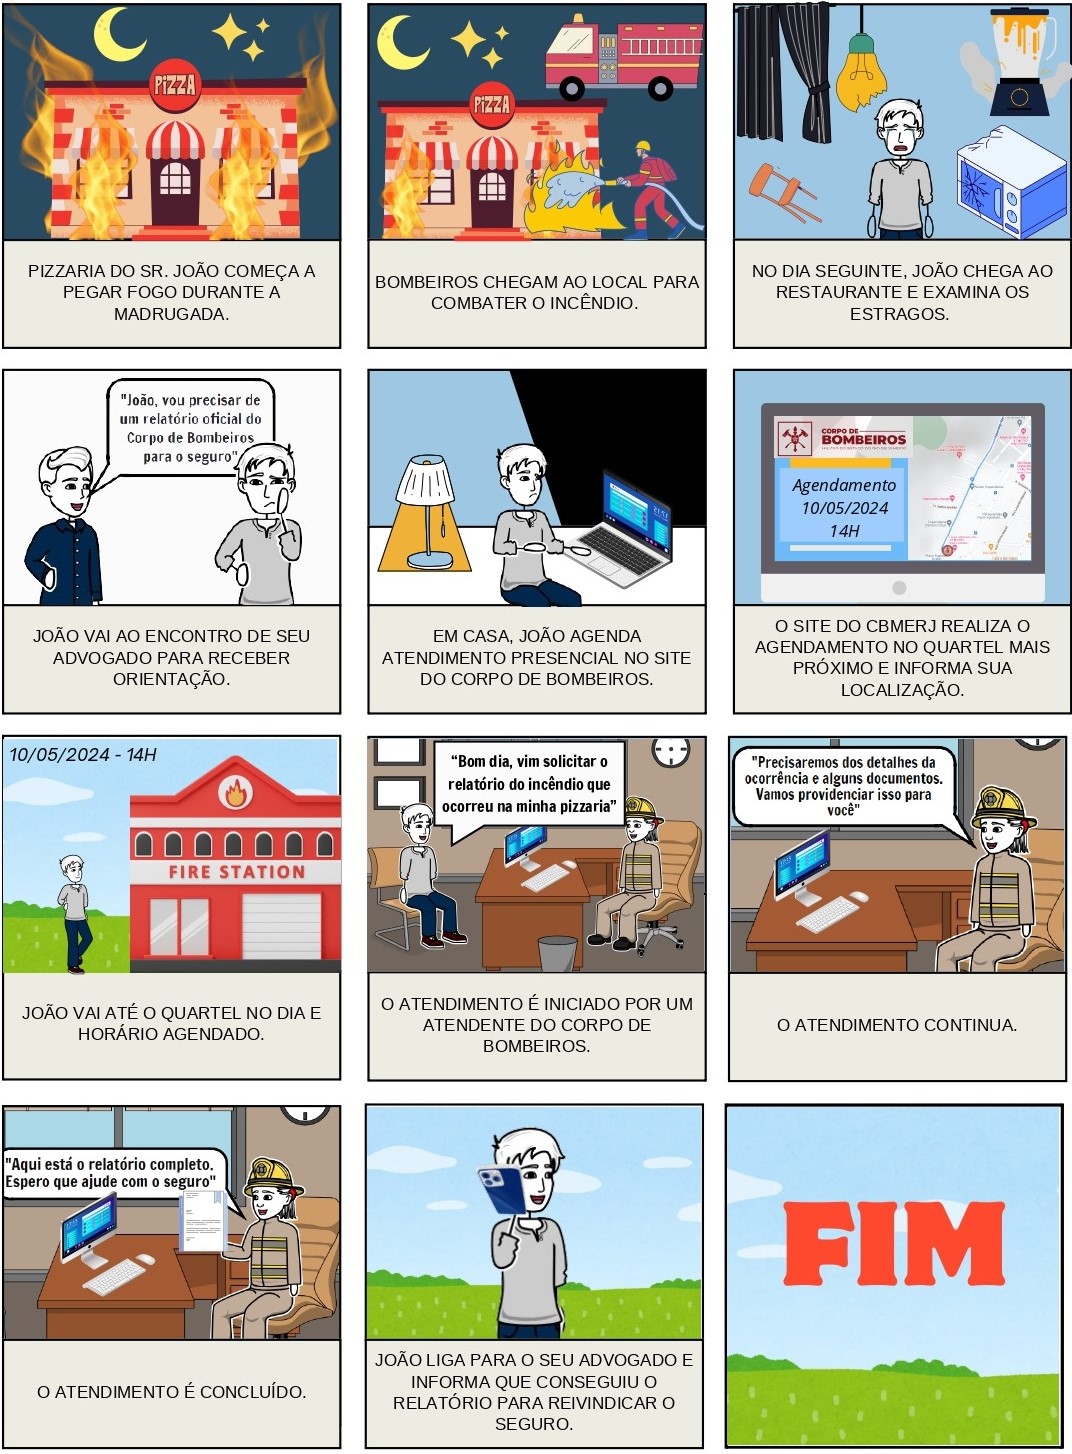 PIZZA
PIZZARIA DO SR. JOÃO COMEÇA A
PEGAR FOGO DURANTE A
MADRUGADA.
PIZZA
BOMBEIROS CHEGAM AO LOCAL PARA
COMBATER O INCÊNDIO.
NO DIA SEGUINTE, JOÃO CHEGA AO
RESTAURANTE E EXAMINA OS
ESTRAGOS.
"João, vou precisar de
um relatório oficial do
Corpo de Bombeiros
para o seguro"
JOÃO VAI AO ENCONTRO DE SEU
ADVOGADO PARA RECEBER
ORIENTAÇÃO.
EM CASA, JOÃO AGENDA
ATENDIMENTO PRESENCIAL NO SITE
DO CORPO DE BOMBEIROS.
CORPO DE
BOMBEIROS
Agendamento
10/05/2024
14H
O SITE DO CBMERJ REALIZA O
AGENDAMENTO NO QUARTEL MAIS
PRÓXIMO E INFORMA SUA
LOCALIZAÇÃO.
10/05/2024 - 14H
FIRE STATION
JOÃO VAI ATÉ O QUARTEL NO DIA E
HORÁRIO AGENDADO.
“Bom dia, vim solicitar o
relatório do incêndio que
ocorreu na minha pizzaria”
O ATENDIMENTO É INICIADO POR UM
ATENDENTE DO CORPO DE
BOMBEIROS.
"Precisaremos dos detalhes da
ocorrência e alguns documentos.
Vamos providenciar isso para
você"
O ATENDIMENTO CONTINUA.
"Aqui está o relatório completo.
Espero que ajude com o seguro"
O ATENDIMENTO É CONCLUÍDO.
JOÃO LIGA PARA O SEU ADVOGADO E
INFORMA QUE CONSEGUIU O
RELATÓRIO PARA REIVINDICAR O
SEGURO.
FIM